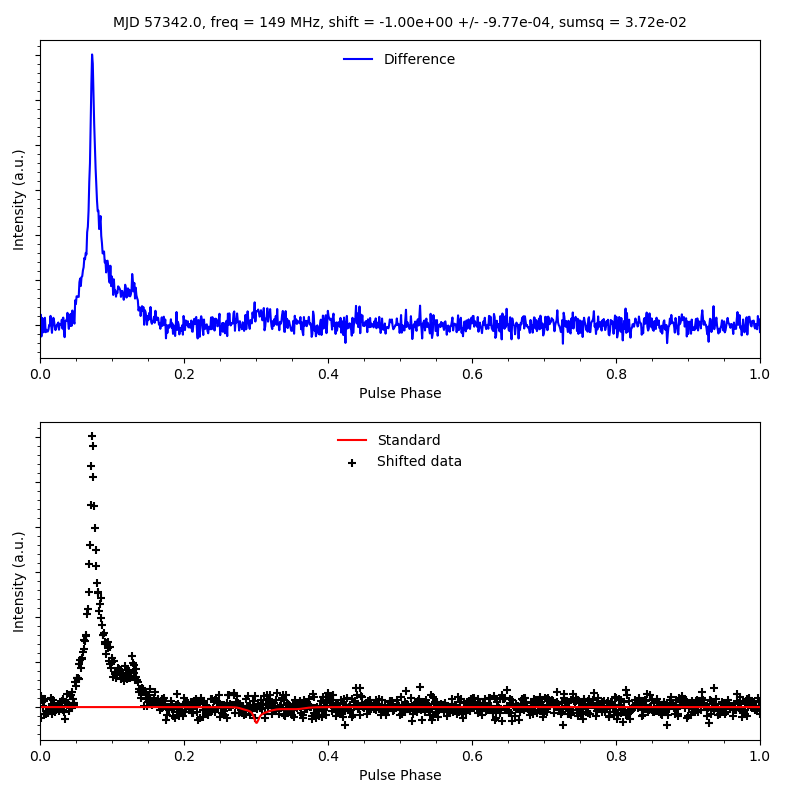 MJD 57342.0, freq = 149 MHz, shift = -1.00e+00 +/- -9.77e-04, sumsq = 3.72e-02
Difference
Intensity (a.u.)
0.0 0.2 0.4 0.6 0.8 1.0
Pulse Phase
Standard
Shifted data
Intensity (a.u.)
0.0 0.2 0.4 0.6 0.8 1.0
Pulse Phase